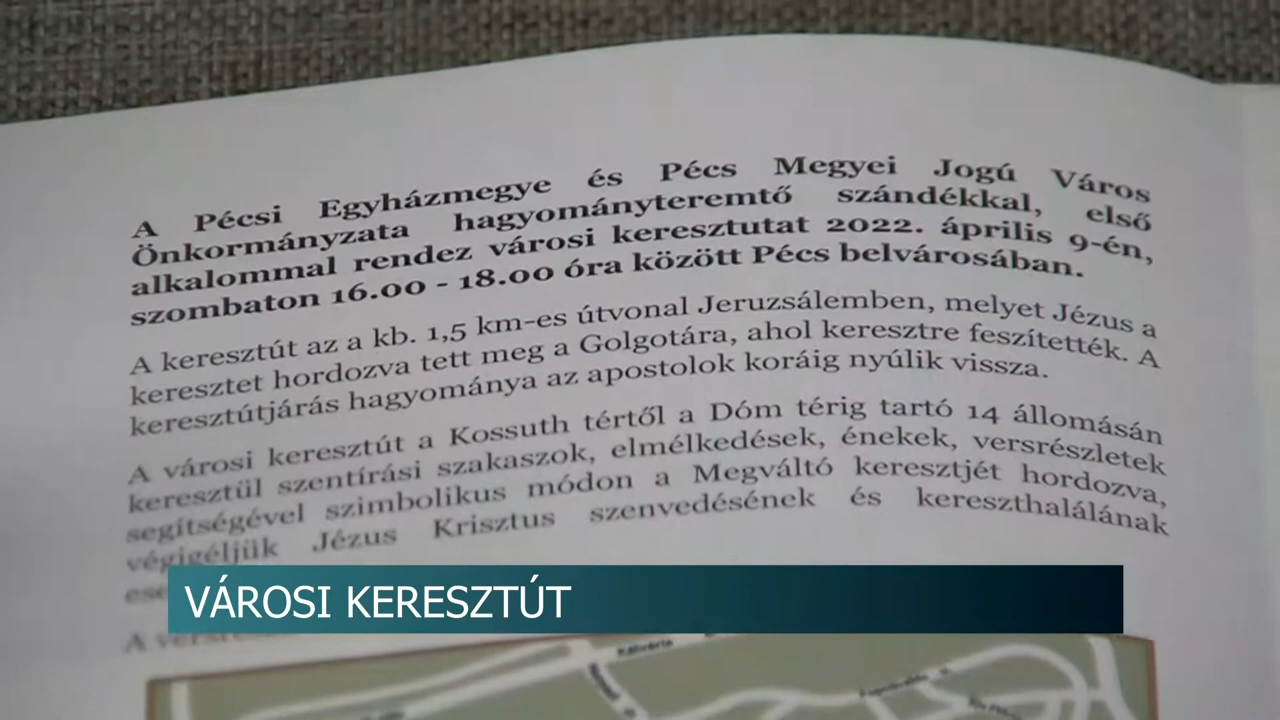 A Pécsi Egyházmegye és Pécs Megyei Jogú Város
Önkormányzata hagyományteremtő szándékkal, első
alkalommal rendez városi keresztutat 2022. április 9-én,
szombaton 16.00 - 18.00 óra között Pécs belvárosában.
A keresztút az a kb. 1,5 km-es útvonal Jeruzsálemben, melyet Jézus a
keresztet hordozva tett meg a Golgotára, ahol keresztre feszítették. A
keresztútjárás hagyománya az apostolok koráig nyúlik vissza.
A városi keresztút a Kossuth tértől a Dóm térig tartó 14 állomásán
keresztül szentírási szakaszok, elmélkedések, énekek, versrészletek
segítségével szimbolikus módon a Megváltó keresztjét hordozva,
végigéljük Jézus Krisztus szenvedésének és kereszthalálának
VÁROSI KERESZTÚT
A
Kálvária